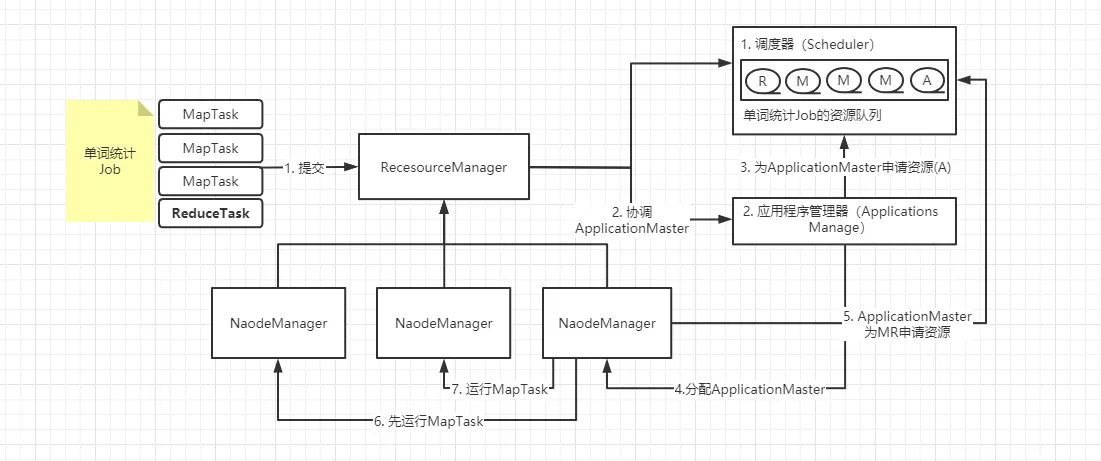 单词统计
Job
MapTask
MapTask
MapTask
ReduceTask
1. 提交
RecesourceManager
1. 调度器（Scheduler）
R M M M A
单词统计Job的资源队列
3. 为ApplicationMaster申请资源(A)
2. 协调
ApplicationMaster
2. 应用程序管理器（Applications
Manage）
NaodeManager
NaodeManager
NaodeManager
5. ApplicationMaster
为MR申请资源
7. 运行MapTask
4.分配ApplicationMaster
6. 先运行MapTask